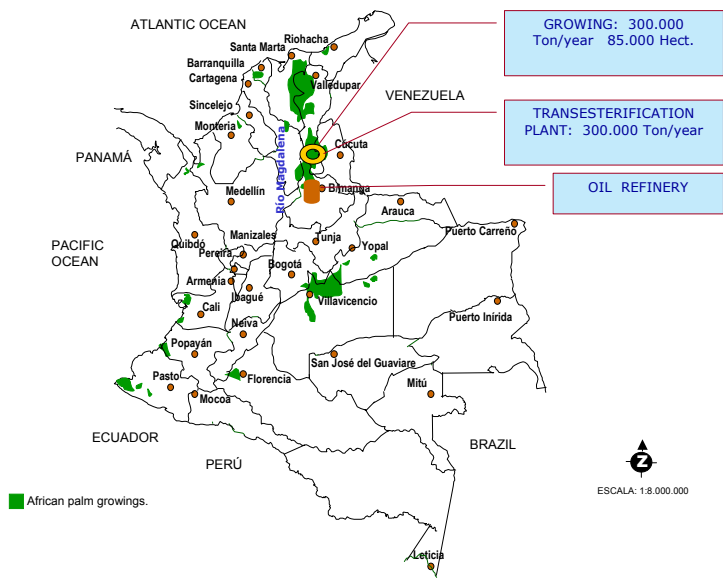 ATLANTIC OCEAN
GROWING: 300.000
Ton/year 85.000 Hect.
Riohacha
Santa Marta
Barranquilla
Cartagena
Valledupar
VENEZUELA
Sincelejo
Montería
TRANSESTERIFICATION
PLANT: 300.000 Ton/year
PANAMÁ
Cúcuta
Río Magdalena
OIL REFINERY
B/manga
Medellín
Arauca
Puerto Carreño
PACIFIC
OCEAN
Quibdó
Manizales
Tunja
Yopal
Pereira
Bogotá
Armenia
Ibagué
Villavicencio
Cali
Puerto Inírida
Neiva
Popayán
San José del Guaviare
Pasto
Florencia
Mitú
Mocoa
ECUADOR
BRAZIL
PERÚ
Z
ESCALA: 1:8.000.000
African palm growings.
Leticia